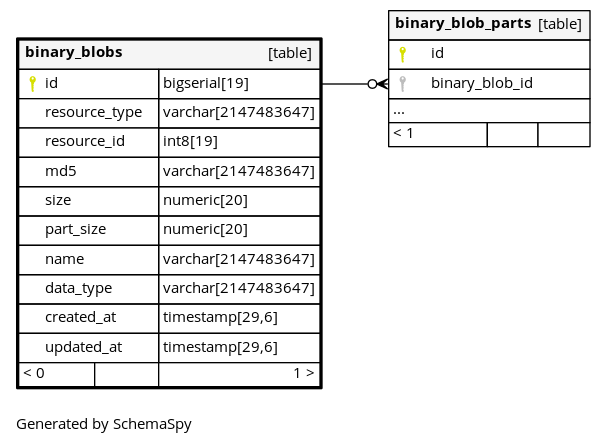 binary_blobs [table]
id bigserial[19]
resource_type varchar[2147483647]
resource_id int8[19]
md5 varchar[2147483647]
size numeric[20]
part_size numeric[20]
name varchar[2147483647]
data_type varchar[2147483647]
created_at timestamp[29,6]
updated_at timestamp[29,6]
< 0 1 >
binary_blob_parts [table]
id
binary_blob_id
...
< 1
Generated by SchemaSpy